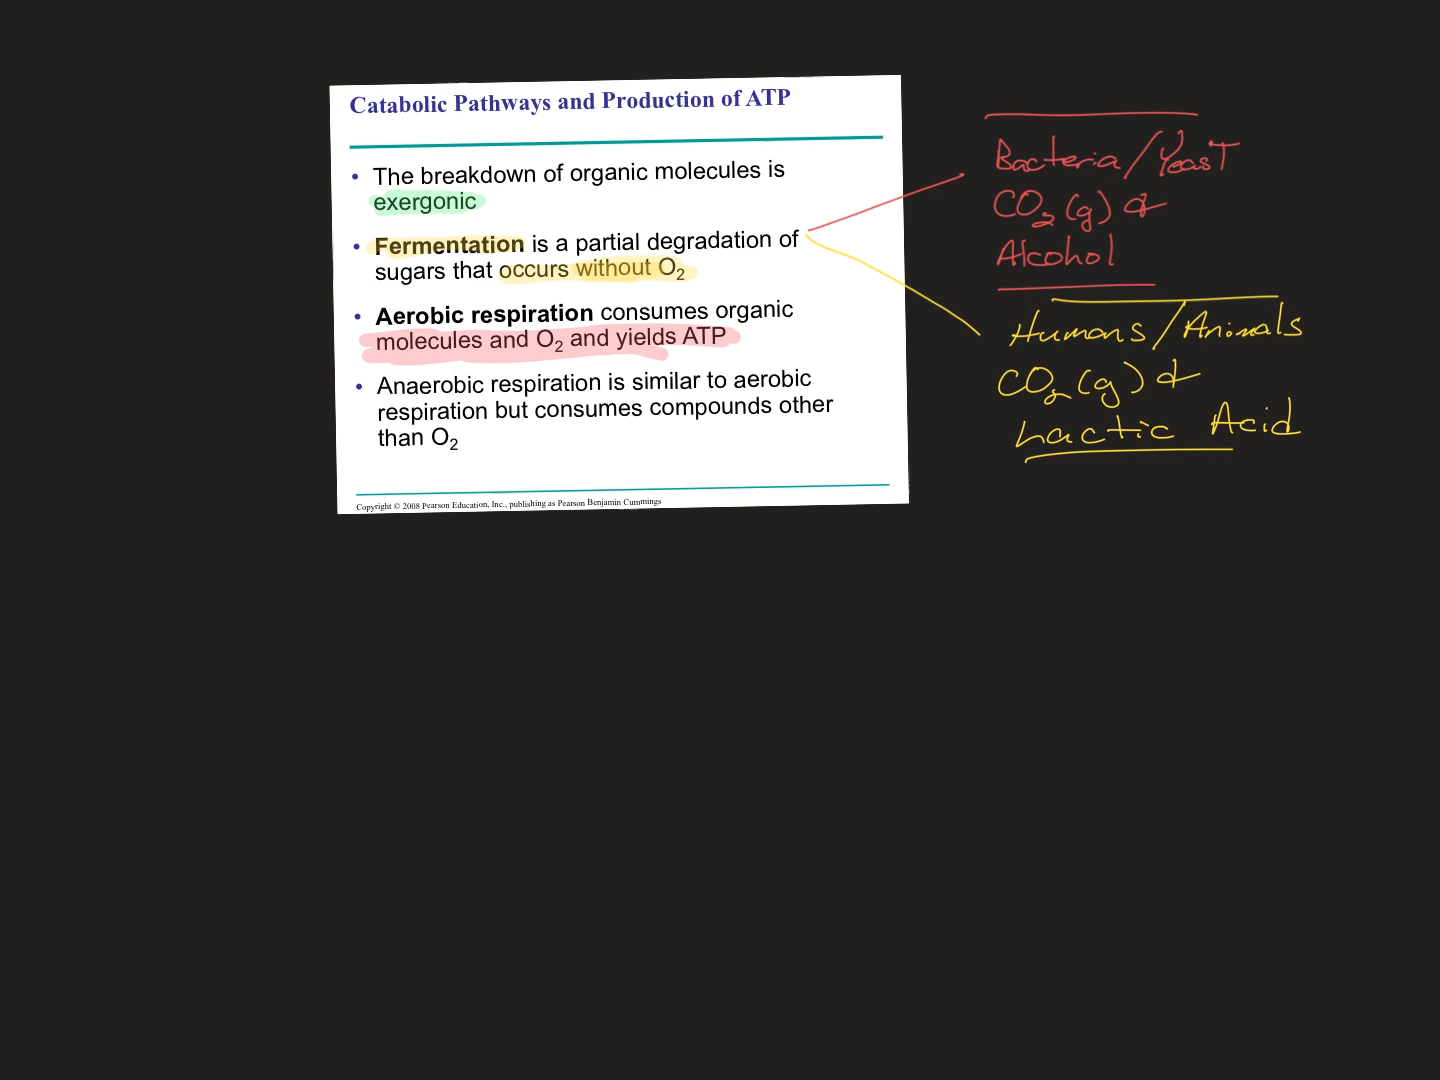 Catabolic Pathways and Production of ATP
• The breakdown of organic molecules is
exergonic
• Fermentation is a partial degradation of
sugars that occurs without O₂
• Aerobic respiration consumes organic
molecules and O₂ and yields ATP
• Anaerobic respiration is similar to aerobic
respiration but consumes compounds other
than O₂
Copyright © 2008 Pearson Education, Inc., publishing as Pearson Benjamin Cummings
Bacteria/Yeast
CO₂(g) &
Alcohol
Humans/Animals
CO₂(g) &
Lactic Acid